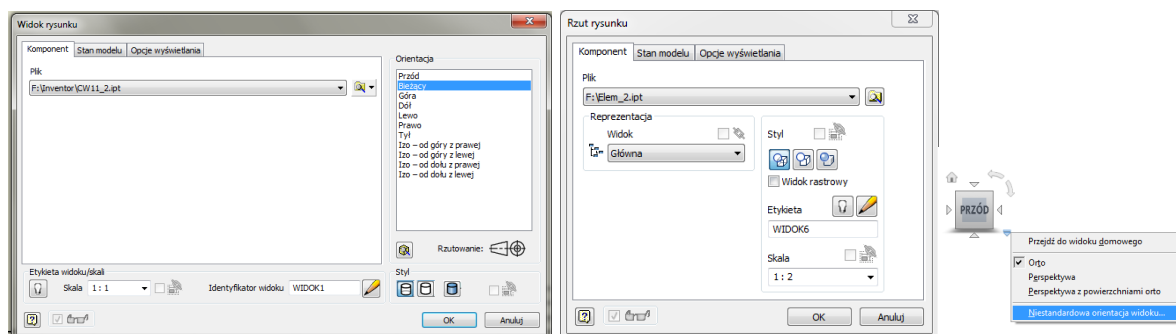 Widok rysunku
Komponent Stan modelu Opcje wyświetlania
Plik
F:\Inventor\CW11_2.ipt
Orientacja
Przód
Bieżący
Góra
Dół
Lewo
Prawo
Tył
Izo – od góry z prawej
Izo – od góry z lewej
Izo – od dołu z prawej
Izo – od dołu z lewej
Rzutowanie:
Etykieta widoku/skali
Skala 1 : 1 Identyfikator widoku WIDOK1
Styl
OK Anuluj
Rzut rysunku
Komponent Stan modelu Opcje wyświetlania
Plik
F:\Elem_2.ipt
Reprezentacja
Widok
Główna
Styl
Widok rastrowy
Etykieta
WIDOK6
Skala
1 : 2
OK Anuluj
PRZÓD
Przejdź do widoku domowego
Orto
Perspektywa
Perspektywa z powierzchniami orto
Niestandardowa orientacja widoku...